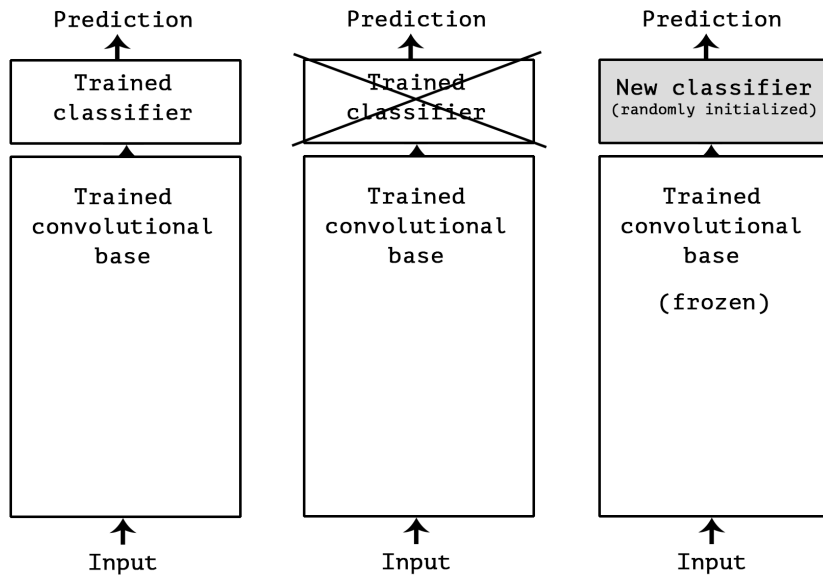 Prediction
Trained
classifier
Trained
convolutional
base
Input
Prediction
Trained
classifier
Trained
convolutional
base
Input
Prediction
New classifier
(randomly initialized)
Trained
convolutional
base
(frozen)
Input